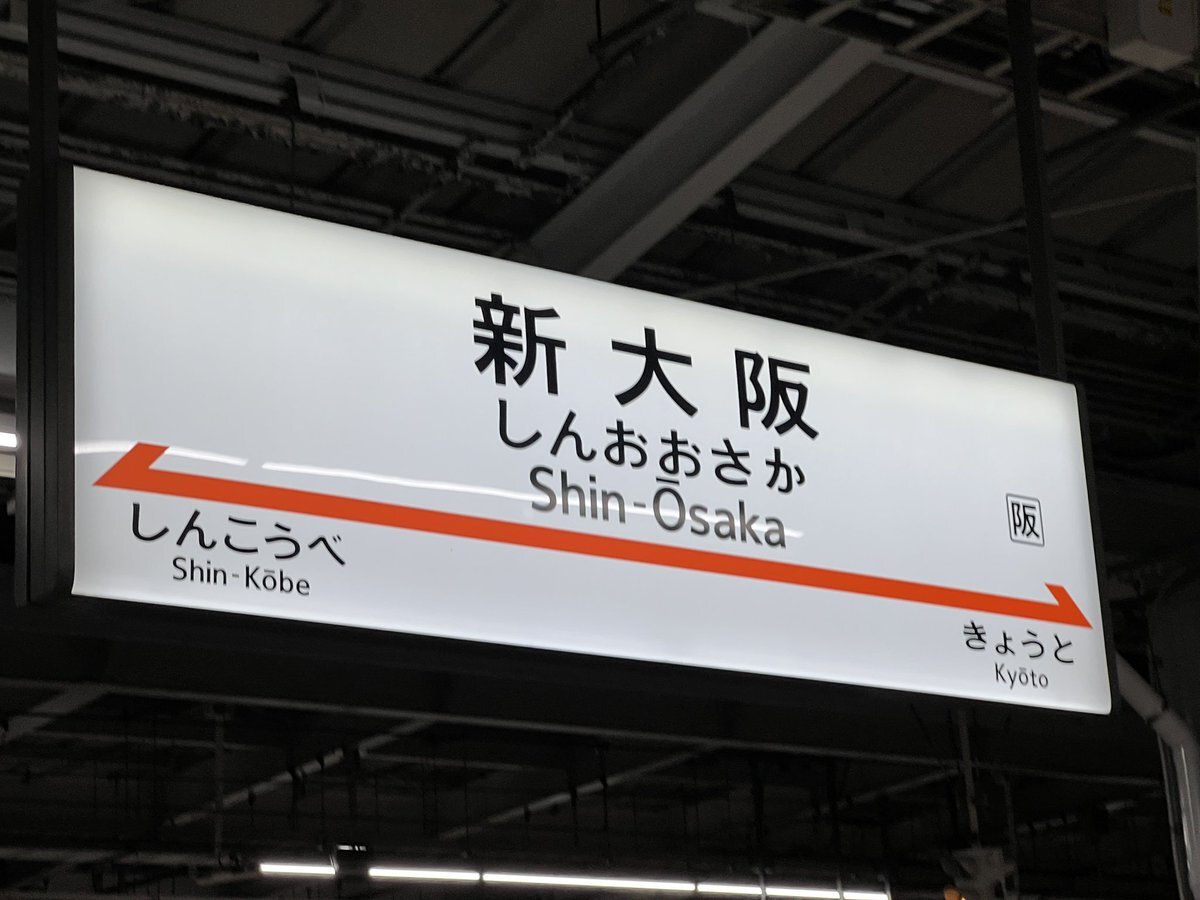 新大阪
しんおおさか
Shin-Ōsaka
阪
しんこうべ
Shin-Kōbe
きょうと
Kyōto